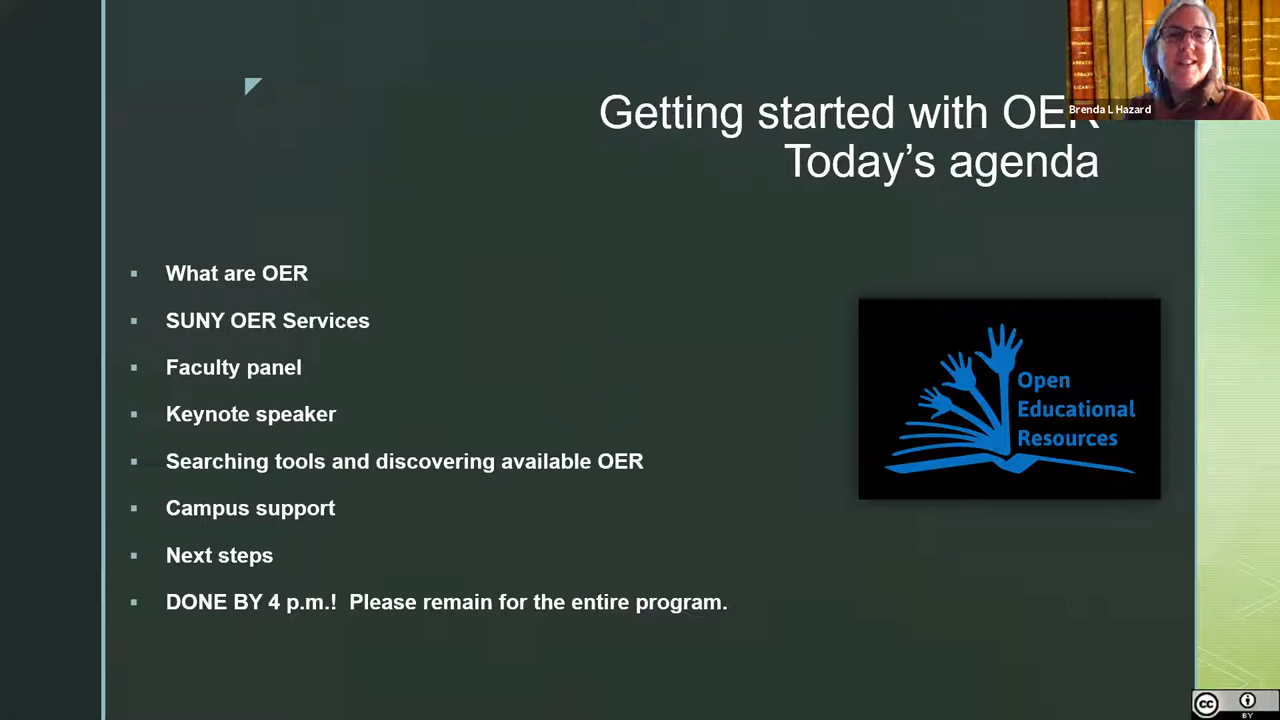 Getting started with OER
Today's agenda
Brenda L Hazard
▪ What are OER
▪ SUNY OER Services
▪ Faculty panel
▪ Keynote speaker
▪ Searching tools and discovering available OER
▪ Campus support
▪ Next steps
▪ DONE BY 4 p.m.!  Please remain for the entire program.
Open
Educational
Resources
cc
BY